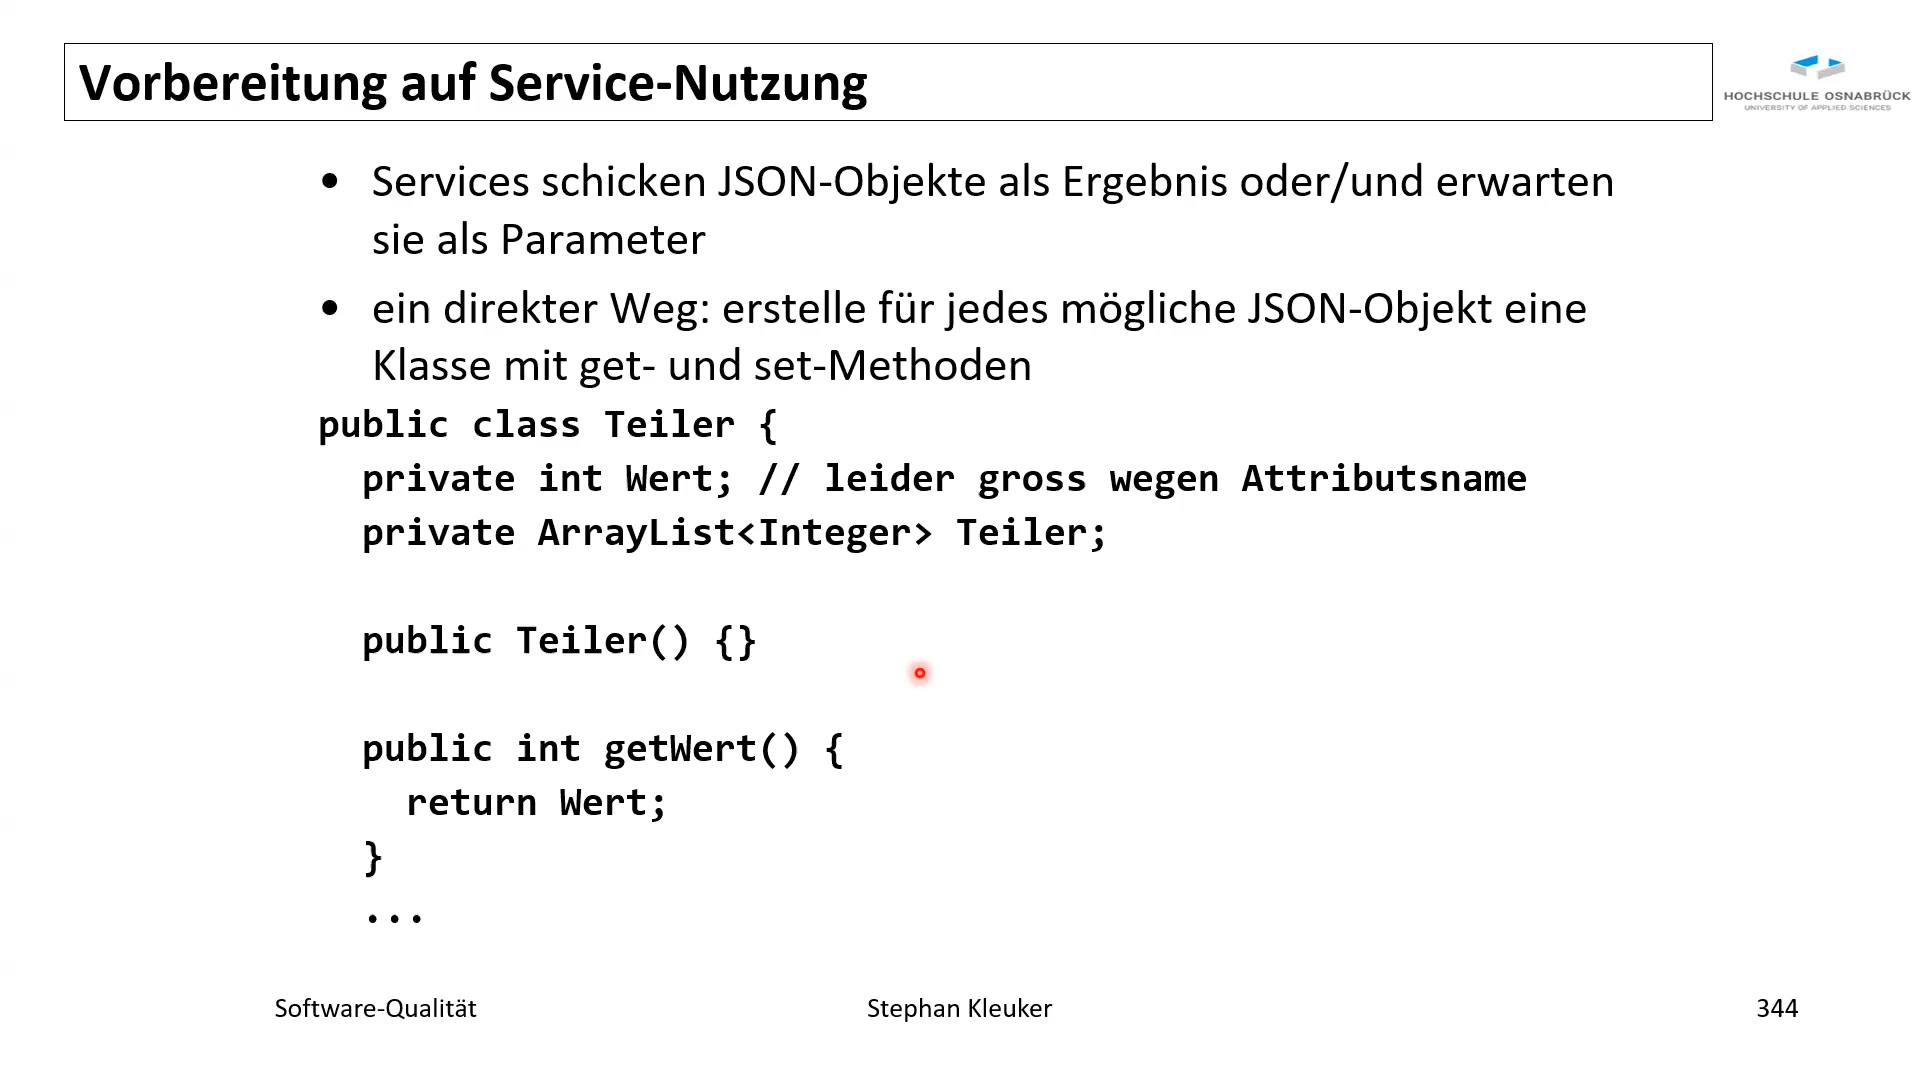 Vorbereitung auf Service-Nutzung
HOCHSCHULE OSNABRÜCK
UNIVERSITY OF APPLIED SCIENCES
• Services schicken JSON-Objekte als Ergebnis oder/und erwarten
sie als Parameter
• ein direkter Weg: erstelle für jedes mögliche JSON-Objekt eine
Klasse mit get- und set-Methoden
public class Teiler {
  private int Wert; // leider gross wegen Attributsname
  private ArrayList<Integer> Teiler;
  public Teiler() {}
  public int getWert() {
    return Wert;
  }
  ...
Software-Qualität
Stephan Kleuker
344